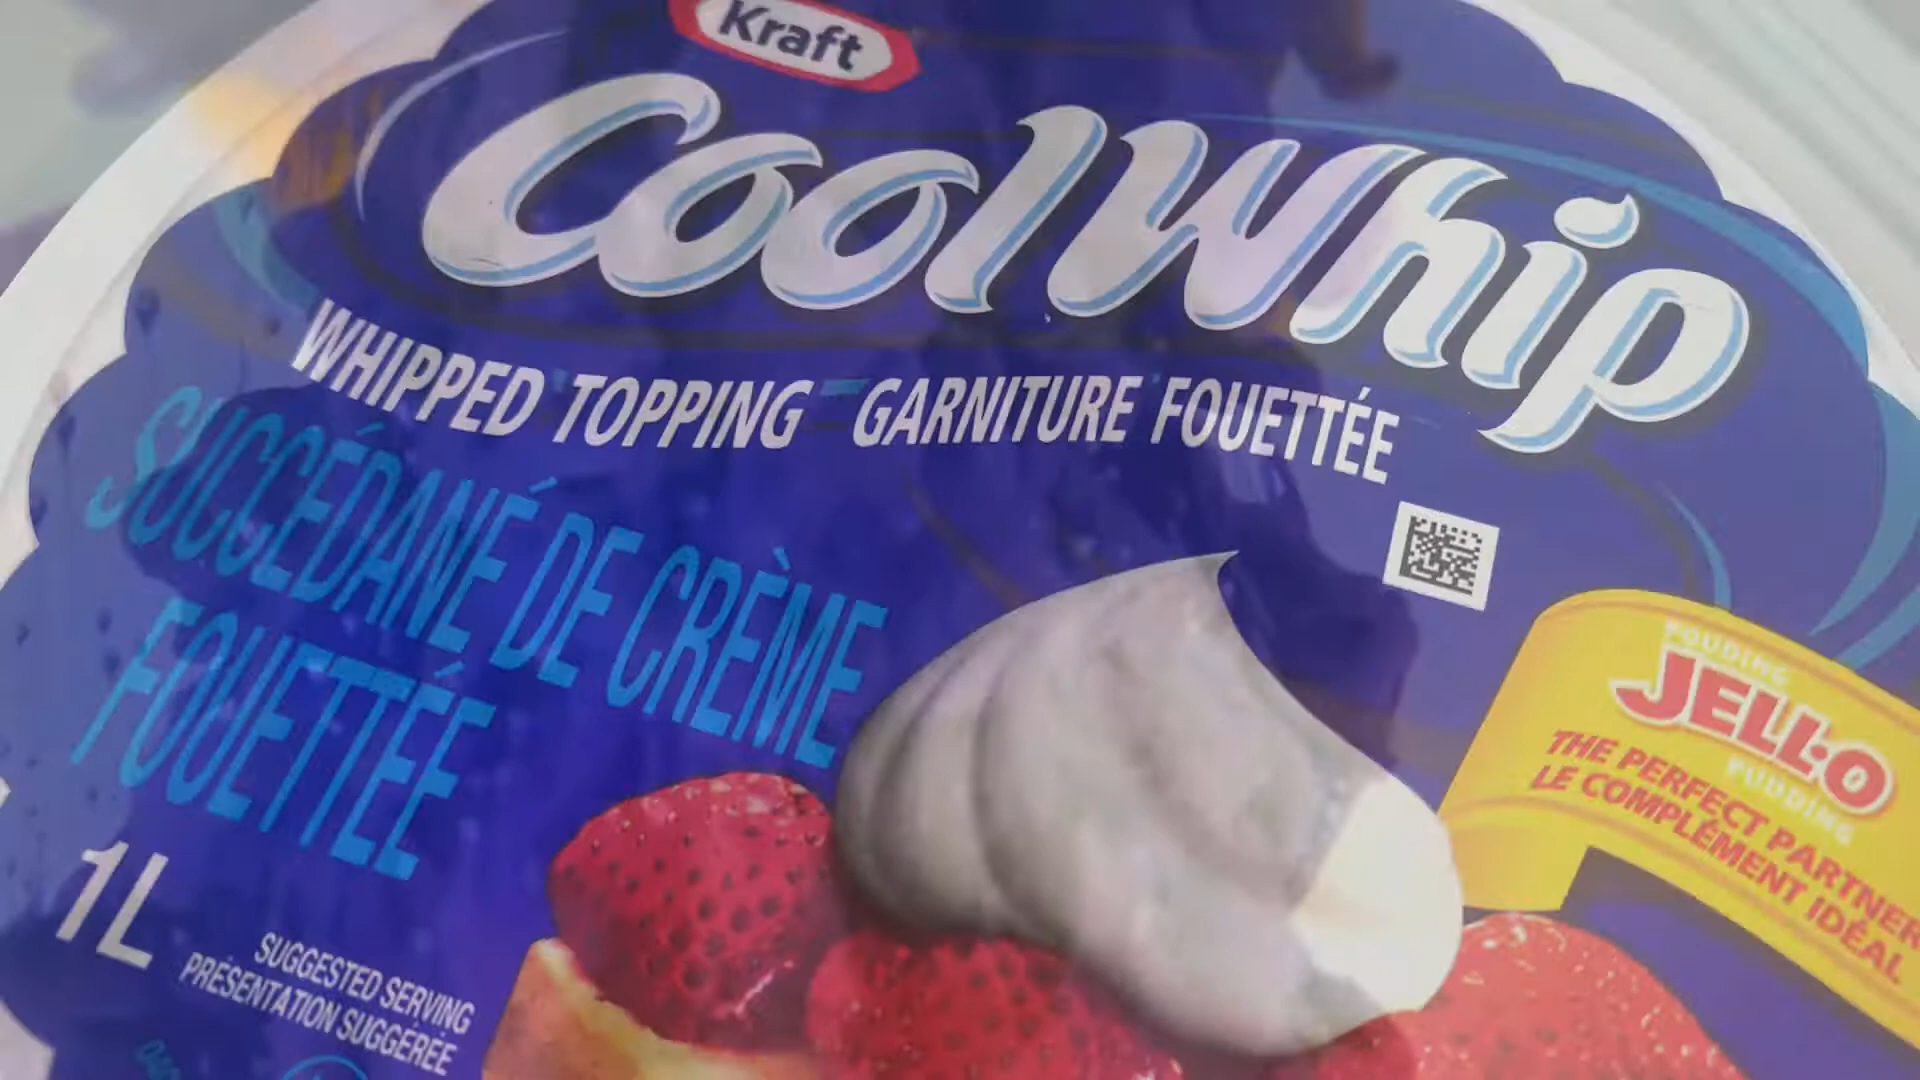 Kraft
Cool Whip
WHIPPED TOPPING GARNITURE FOUETTÉE
SUCCÉDANÉ DE CRÈME
FOUETTÉE
1L
SUGGESTED SERVING
PRÉSENTATION SUGGÉRÉE
POUDING
JELL-O
PUDDING
THE PERFECT PARTNER
LE COMPLÉMENT IDÉAL